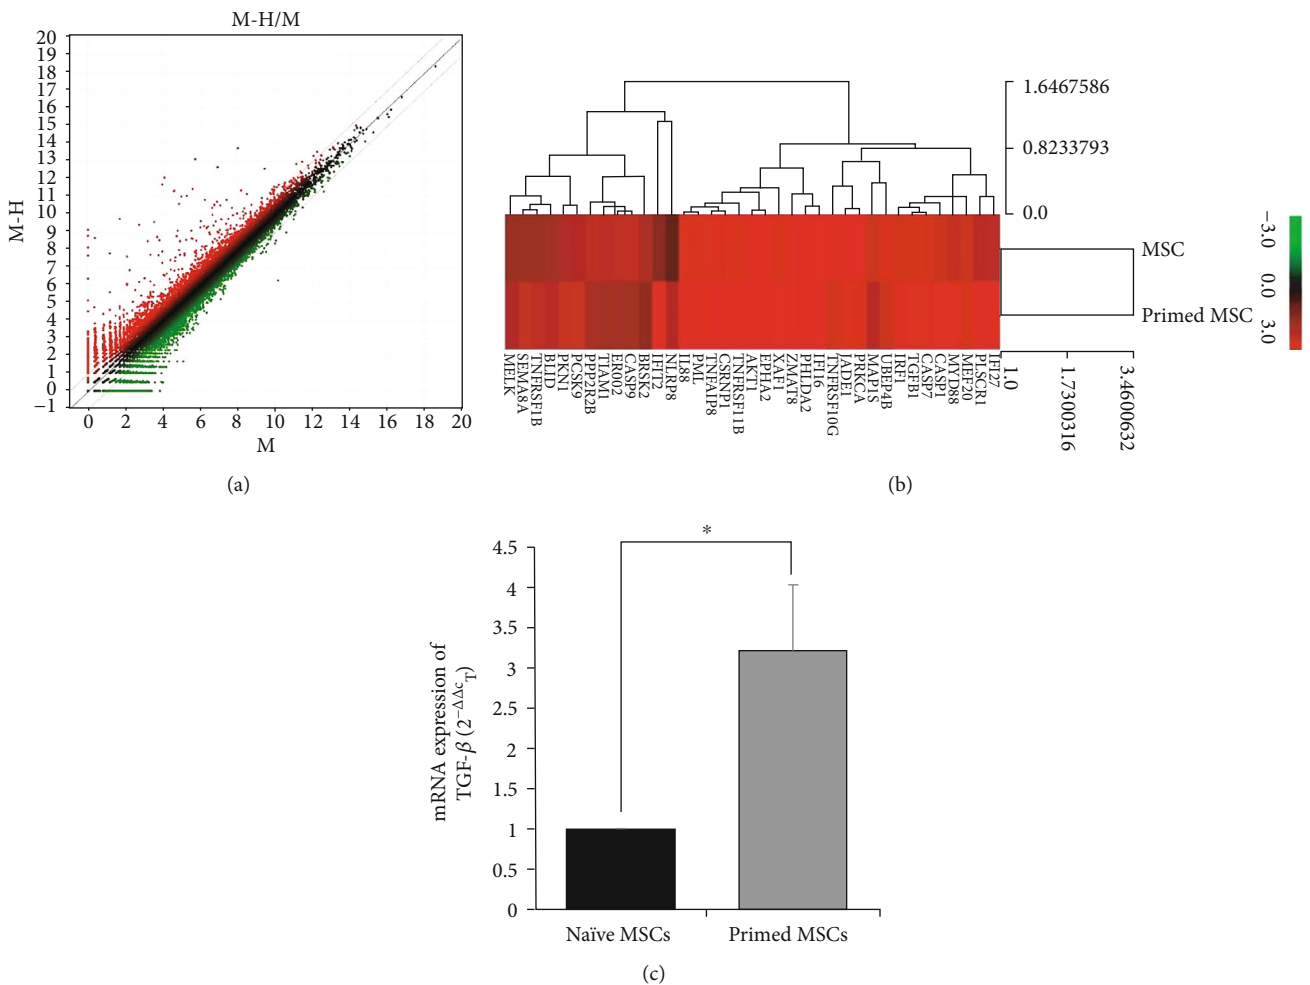 M-H/M
20
19
18
17
16
15
14
13
12
11
10
9
8
7
6
5
4
3
2
1
0
−1
M-H
0 2 4 6 8 10 12 14 16 18 20
M
(a)
1.6467586
0.8233793
0.0
MSC
Primed MSC
−3.0 0.0 3.0
MELK
SEMA8A
TNFRSF1B
BLID
PKN1
PCSK9
PPP2R2B
TIAM1
CASP9
BRSK2
IFIT2
NLRP8
IL88
PML
TNFAIP8
CSRNP1
TNFRSF11B
AKT1
EPHA2
XAF1
ZMAT8
PHLDA2
IFI16
TNFRSF10G
JADE1
PRKCA
MAP1S
UBEP4B
IRF1
TGFB1
CASP7
CASP1
MYD88
MEF20
PLSCR1
IFI27
1.0
1.7300316
3.4600632
(b)
4.5
4
3.5
3
2.5
2
1.5
1
0.5
0
mRNA expression of
TGF-β (2−ΔΔcT)
*
Naïve MSCs
Primed MSCs
(c)